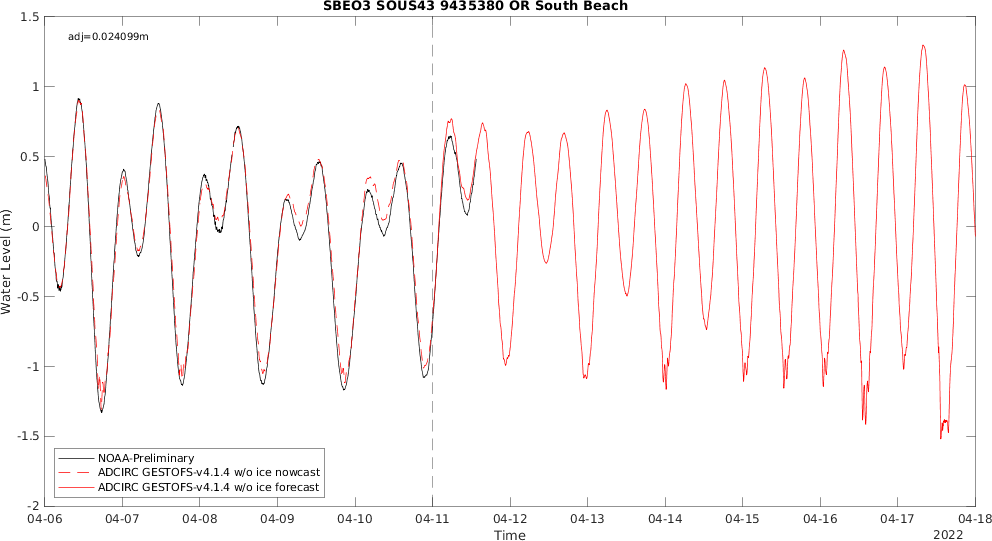 SBEO3 SOUS43 9435380 OR South Beach
adj=0.024099m
Water Level (m)
1.5
1
0.5
0
-0.5
-1
-1.5
-2
NOAA-Preliminary
ADCIRC GESTOFS-v4.1.4 w/o ice nowcast
ADCIRC GESTOFS-v4.1.4 w/o ice forecast
04-06 04-07 04-08 04-09 04-10 04-11 04-12 04-13 04-14 04-15 04-16 04-17 04-18
Time
2022